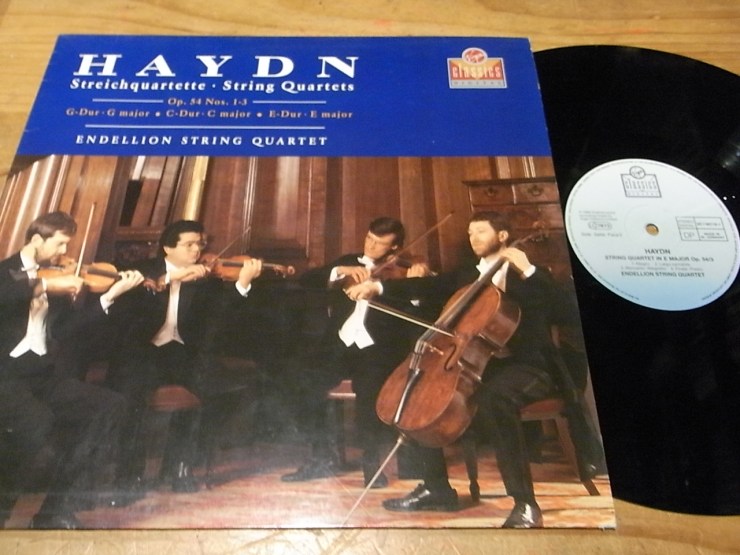 HAYDN
Streichquartette · String Quartets
Op. 54 Nos. 1-3
G-Dur · G major • C-Dur · C major • E-Dur · E major
ENDELLION STRING QUARTET
Virgin
classics
HAYDN
STRING QUARTET IN E MAJOR Op. 54/3
ENDELLION STRING QUARTET